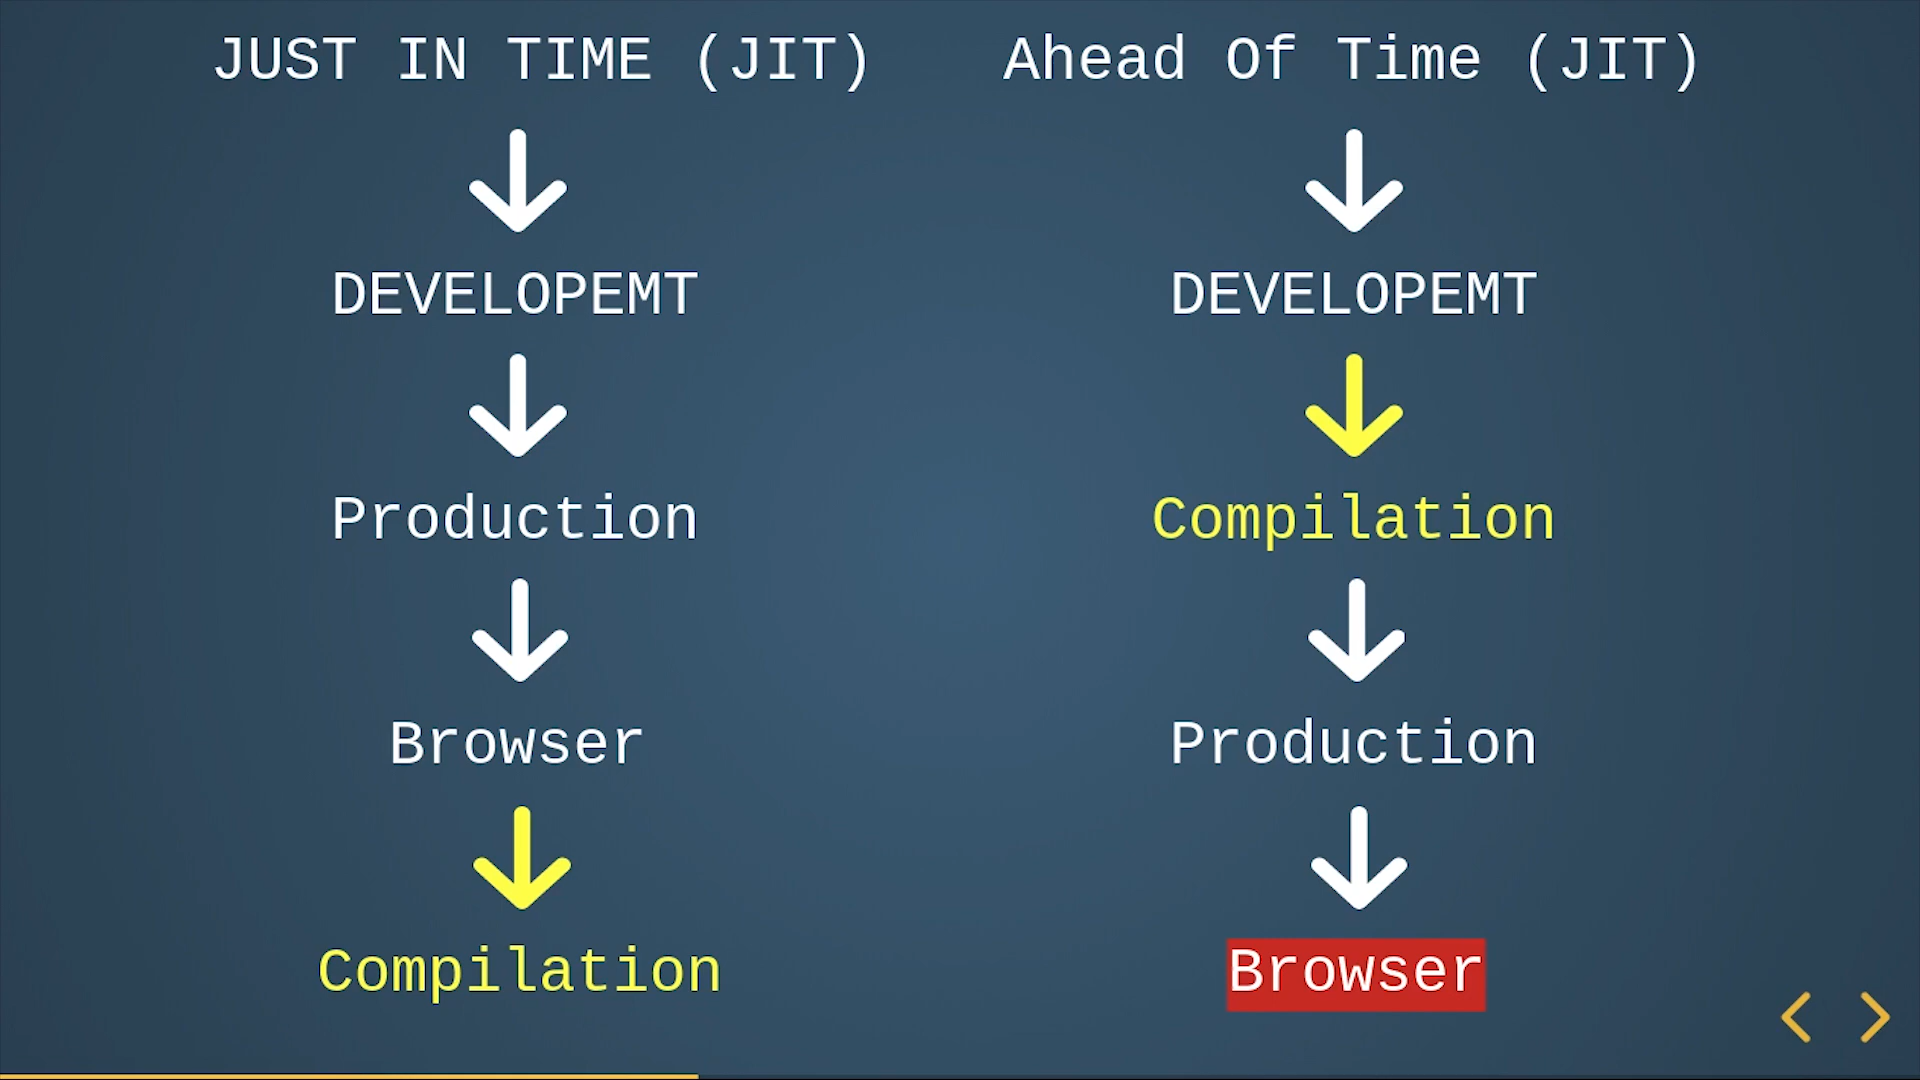 JUST IN TIME (JIT)
DEVELOPEMT
Production
Browser
Compilation
Ahead Of Time (JIT)
DEVELOPEMT
Compilation
Production
Browser